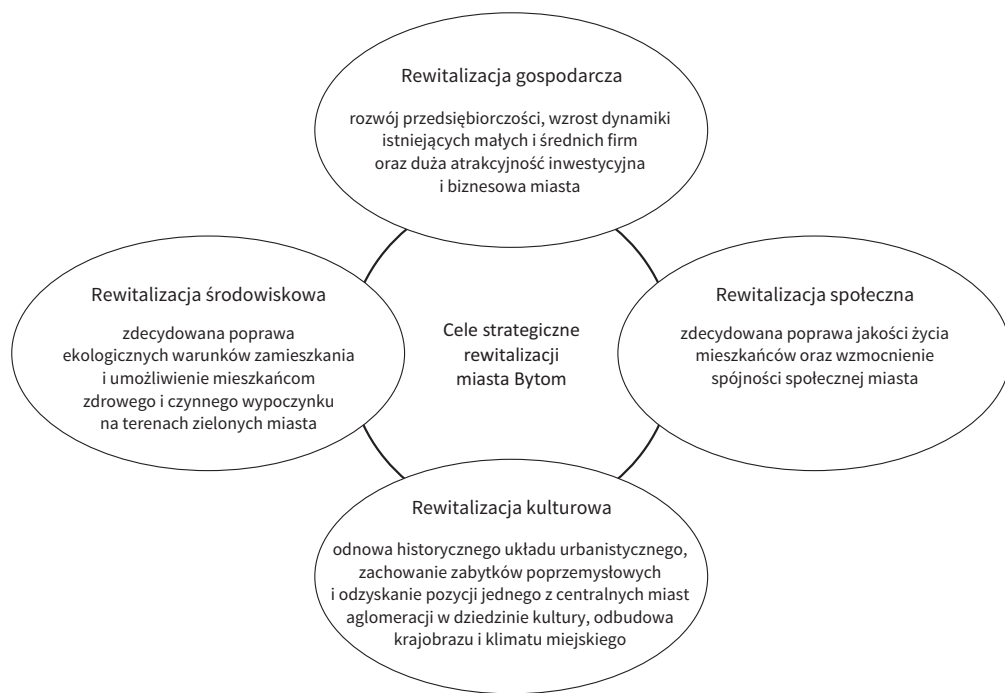 Rewitalizacja gospodarcza
rozwój przedsiębiorczości, wzrost dynamiki
istniejących małych i średnich firm
oraz duża atrakcyjność inwestycyjna
i biznesowa miasta
Rewitalizacja środowiskowa
zdecydowana poprawa
ekologicznych warunków zamieszkania
i umożliwienie mieszkańcom
zdrowego i czynnego wypoczynku
na terenach zielonych miasta
Cele strategiczne
rewitalizacji
miasta Bytom
Rewitalizacja społeczna
zdecydowana poprawa jakości życia
mieszkańców oraz wzmocnienie
spójności społecznej miasta
Rewitalizacja kulturowa
odnowa historycznego układu urbanistycznego,
zachowanie zabytków poprzemysłowych
i odzyskanie pozycji jednego z centralnych miast
aglomeracji w dziedzinie kultury, odbudowa
krajobrazu i klimatu miejskiego